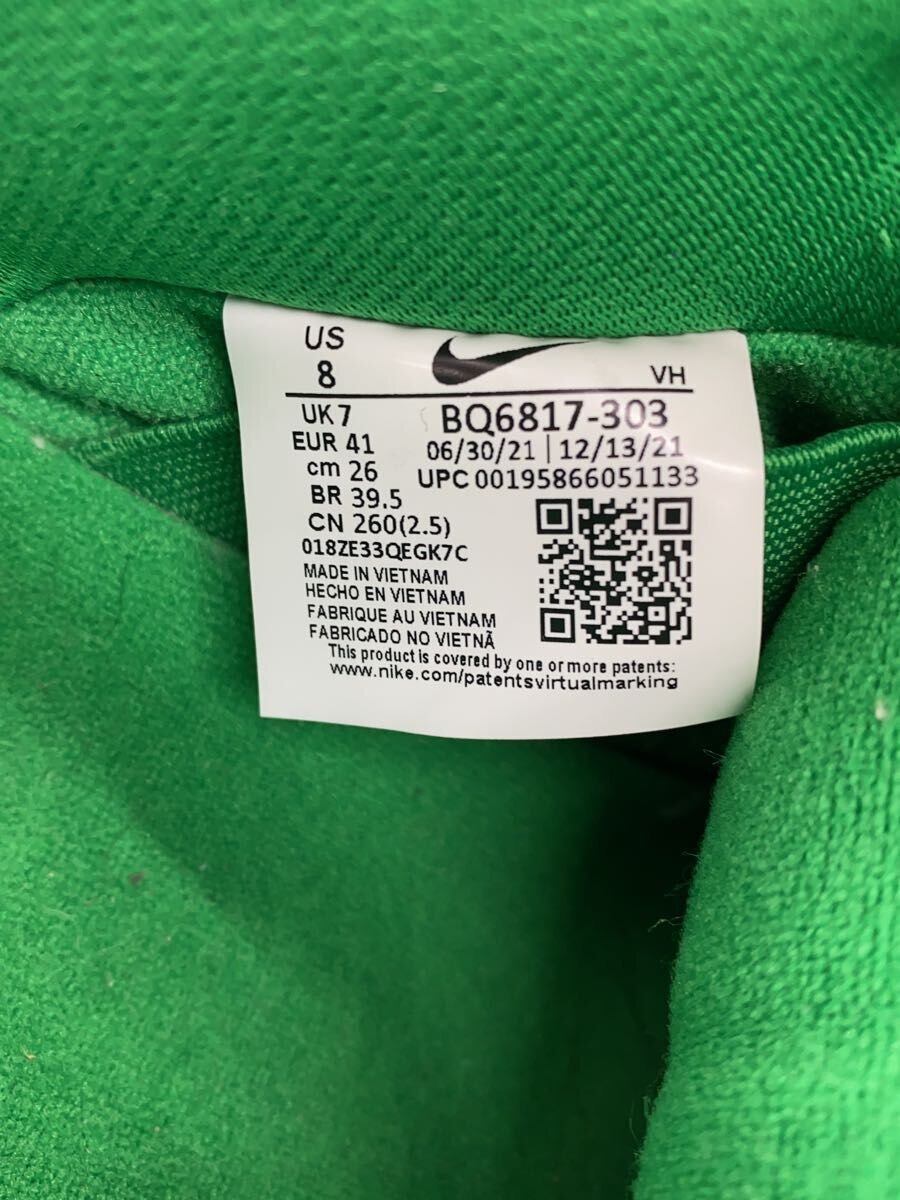 US
8
VH
UK 7
BQ6817-303
EUR 41
06/30/21 | 12/13/21
cm 26
UPC 00195866051133
BR 39.5
CN 260(2.5)
018ZE33QEGK7C
MADE IN VIETNAM
HECHO EN VIETNAM
FABRIQUE AU VIETNAM
FABRICADO NO VIETNÃ
This product is covered by one or more patents:
www.nike.com/patentsvirtualmarking